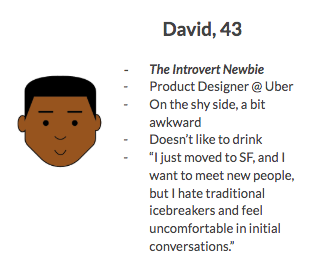 David, 43
- The Introvert Newbie
- Product Designer @ Uber
- On the shy side, a bit
awkward
- Doesn't like to drink
- “I just moved to SF, and I
want to meet new people,
but I hate traditional
icebreakers and feel
uncomfortable in initial
conversations.”